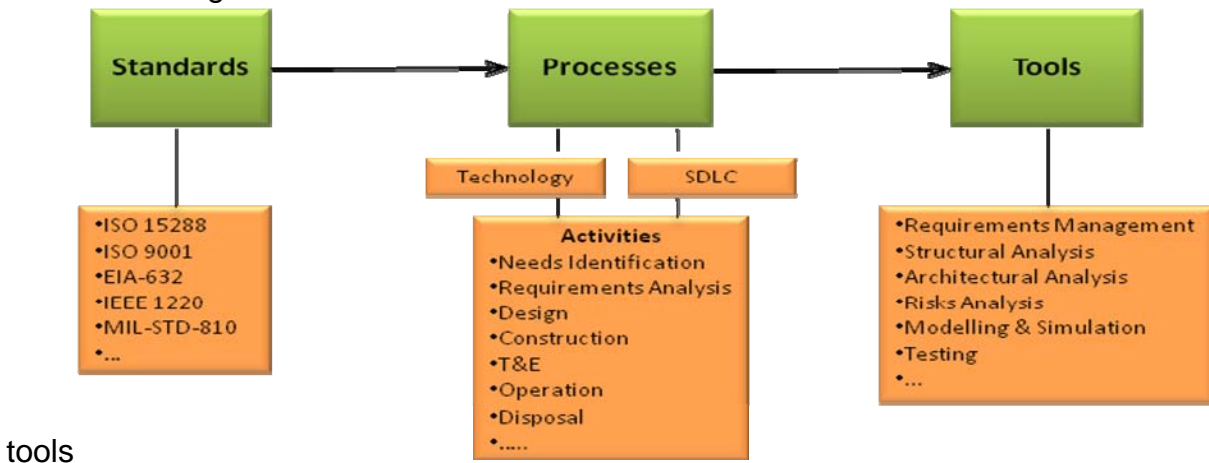 Standards
Processes
Tools
Technology
SDLC
•ISO 15288
•ISO 9001
•EIA-632
•IEEE 1220
•MIL-STD-810
•...
Activities
•Needs Identification
•Requirements Analysis
•Design
•Construction
•T&E
•Operation
•Disposal
•.....
•Requirements Management
•Structural Analysis
•Architectural Analysis
•Risks Analysis
•Modelling & Simulation
•Testing
•...
tools